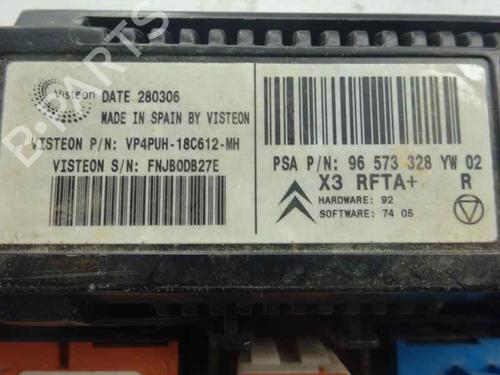 Visteon
DATE 280306
MADE IN SPAIN BY VISTEON
VISTEON P/N: VP4PUH-18C612-MH
VISTEON S/N: FNJB0DB27E
PSA P/N: 96 573 328 YW 02
X3 RFTA+ R
HARDWARE: 92
SOFTWARE: 74 05
B-PARTS